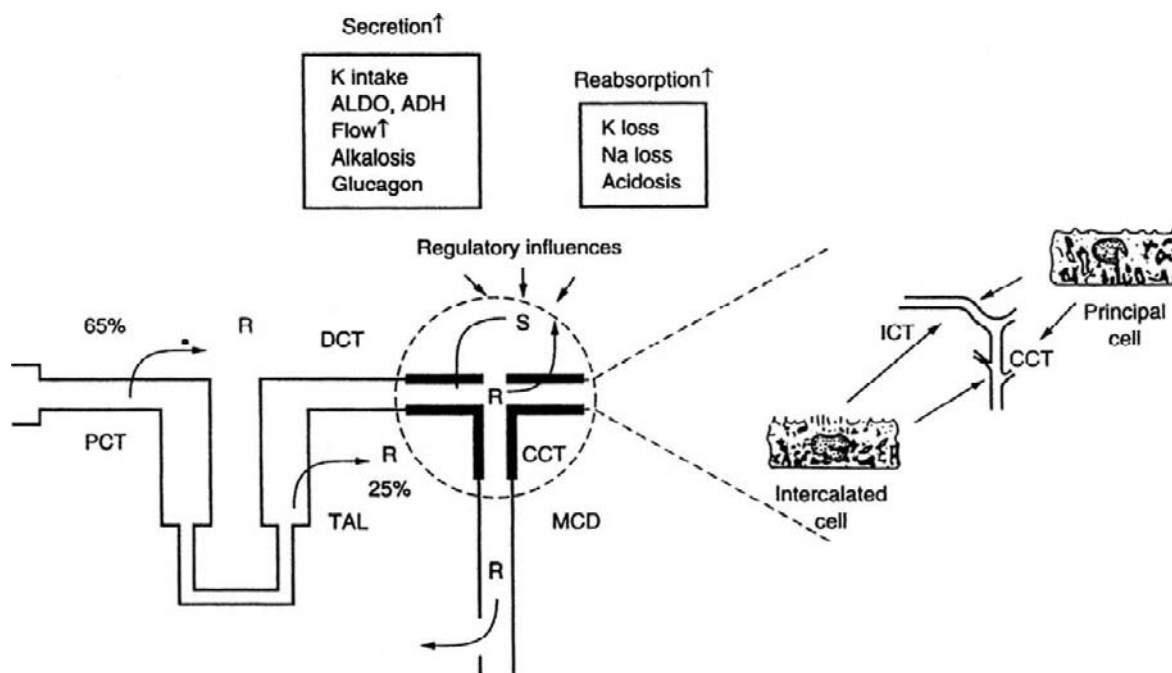 Secretion↑
K intake
ALDO, ADH
Flow↑
Alkalosis
Glucagon
Reabsorption↑
K loss
Na loss
Acidosis
Regulatory influences
65%
R
DCT
S
R
PCT
R
25%
TAL
CCT
MCD
R
ICT
CCT
Principal
cell
Intercalated
cell